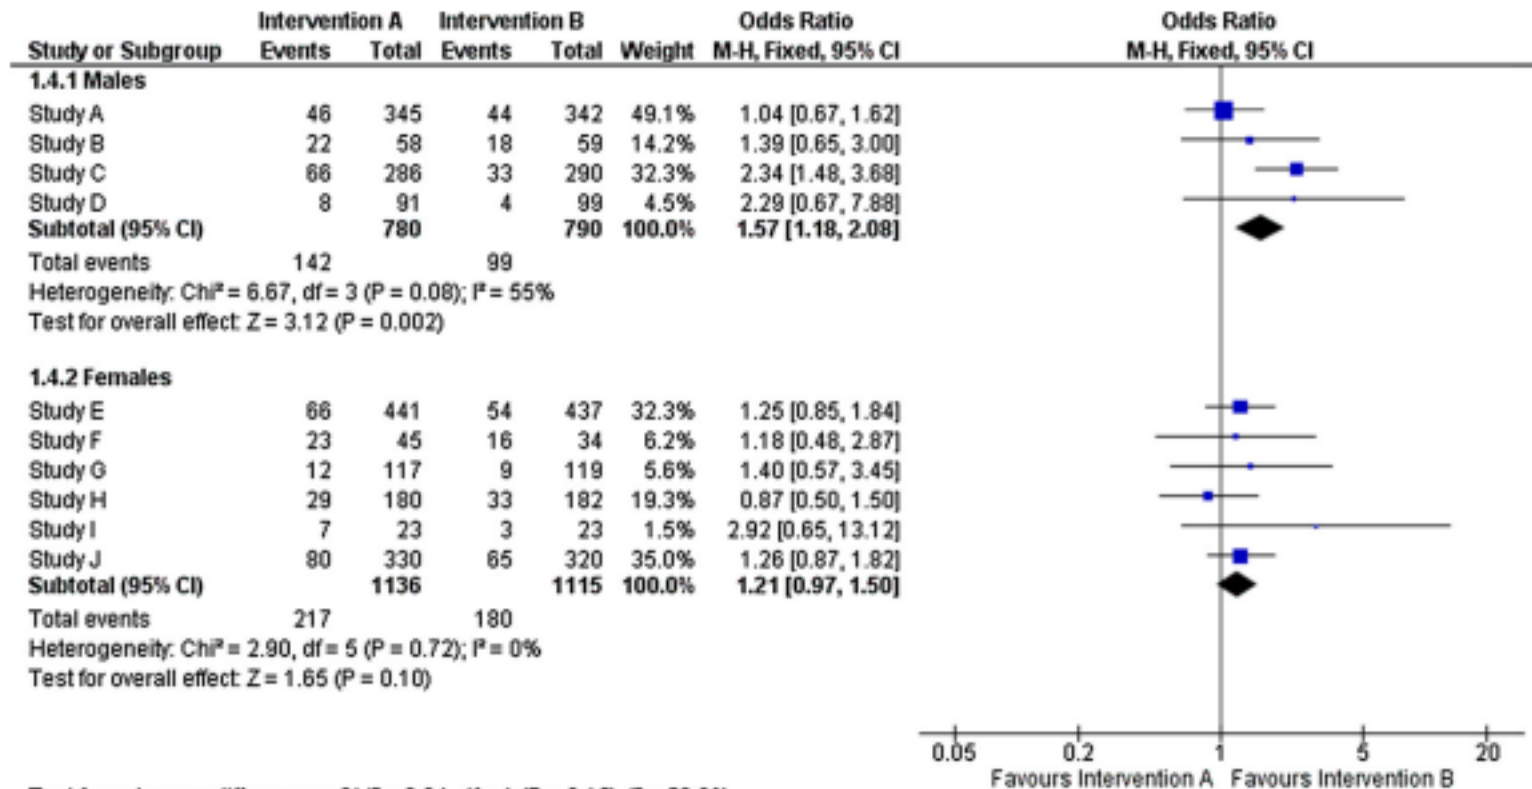 Intervention A Intervention B Odds Ratio Odds Ratio
Study or Subgroup Events Total Events Total Weight M-H, Fixed, 95% CI M-H, Fixed, 95% CI
1.4.1 Males
Study A 46 345 44 342 49.1% 1.04 [0.67, 1.62]
Study B 22 58 18 59 14.2% 1.39 [0.65, 3.00]
Study C 66 286 33 290 32.3% 2.34 [1.48, 3.68]
Study D 8 91 4 99 4.5% 2.29 [0.67, 7.88]
Subtotal (95% CI) 780 790 100.0% 1.57 [1.18, 2.08]
Total events 142 99
Heterogeneity: Chi² = 6.67, df = 3 (P = 0.08); I² = 55%
Test for overall effect: Z = 3.12 (P = 0.002)
1.4.2 Females
Study E 66 441 54 437 32.3% 1.25 [0.85, 1.84]
Study F 23 45 16 34 6.2% 1.18 [0.48, 2.87]
Study G 12 117 9 119 5.6% 1.40 [0.57, 3.45]
Study H 29 180 33 182 19.3% 0.87 [0.50, 1.50]
Study I 7 23 3 23 1.5% 2.92 [0.65, 13.12]
Study J 80 330 65 320 35.0% 1.26 [0.87, 1.82]
Subtotal (95% CI) 1136 1115 100.0% 1.21 [0.97, 1.50]
Total events 217 180
Heterogeneity: Chi² = 2.90, df = 5 (P = 0.72); I² = 0%
Test for overall effect: Z = 1.65 (P = 0.10)
0.05 0.2 1 5 20
Favours Intervention A Favours Intervention B